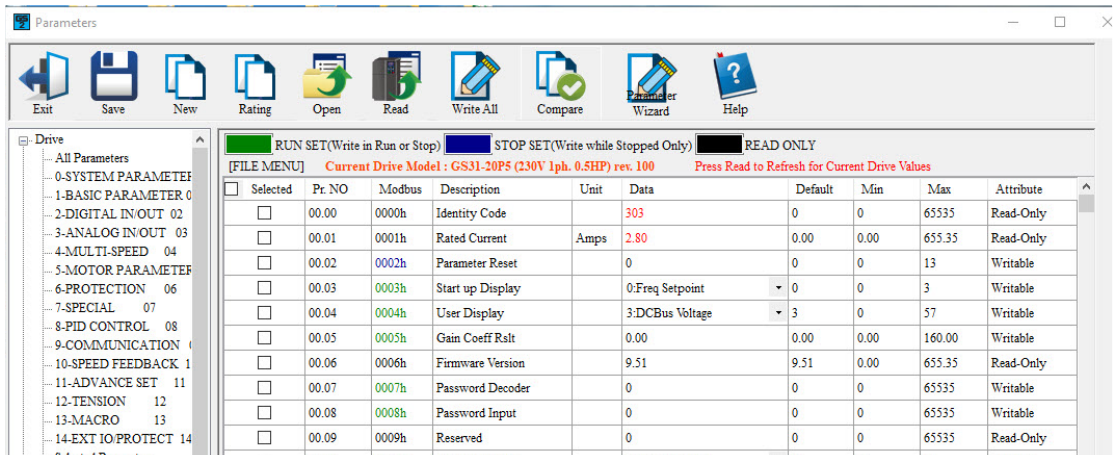 Parameters
Exit Save New Rating Open Read Write All Compare Parameter Wizard Help
RUN SET(Write in Run or Stop) STOP SET(Write while Stopped Only) READ ONLY
[FILE MENU] Current Drive Model : GS31-20P5 (230V 1ph. 0.5HP) rev. 100 Press Read to Refresh for Current Drive Values
Drive
All Parameters
0-SYSTEM PARAMETER
1-BASIC PARAMETER 0
2-DIGITAL IN/OUT 02
3-ANALOG IN/OUT 03
4-MULTI-SPEED 04
5-MOTOR PARAMETER
6-PROTECTION 06
7-SPECIAL 07
8-PID CONTROL 08
9-COMMUNICATION
10-SPEED FEEDBACK 1
11-ADVANCE SET 11
12-TENSION 12
13-MACRO 13
14-EXT IO/PROTECT 14
Selected Pr. NO Modbus Description Unit Data Default Min Max Attribute
00.00 0000h Identity Code 303 0 0 65535 Read-Only
00.01 0001h Rated Current Amps 2.80 0.00 0.00 655.35 Read-Only
00.02 0002h Parameter Reset 0 0 0 13 Writable
00.03 0003h Start up Display 0:Freq Setpoint 0 0 3 Writable
00.04 0004h User Display 3:DCBus Voltage 3 0 57 Writable
00.05 0005h Gain Coeff Rslt 0.00 0.00 0.00 160.00 Writable
00.06 0006h Firmware Version 9.51 9.51 0.00 655.35 Read-Only
00.07 0007h Password Decoder 0 0 0 65535 Writable
00.08 0008h Password Input 0 0 0 65535 Writable
00.09 0009h Reserved 0 0 0 65535 Read-Only